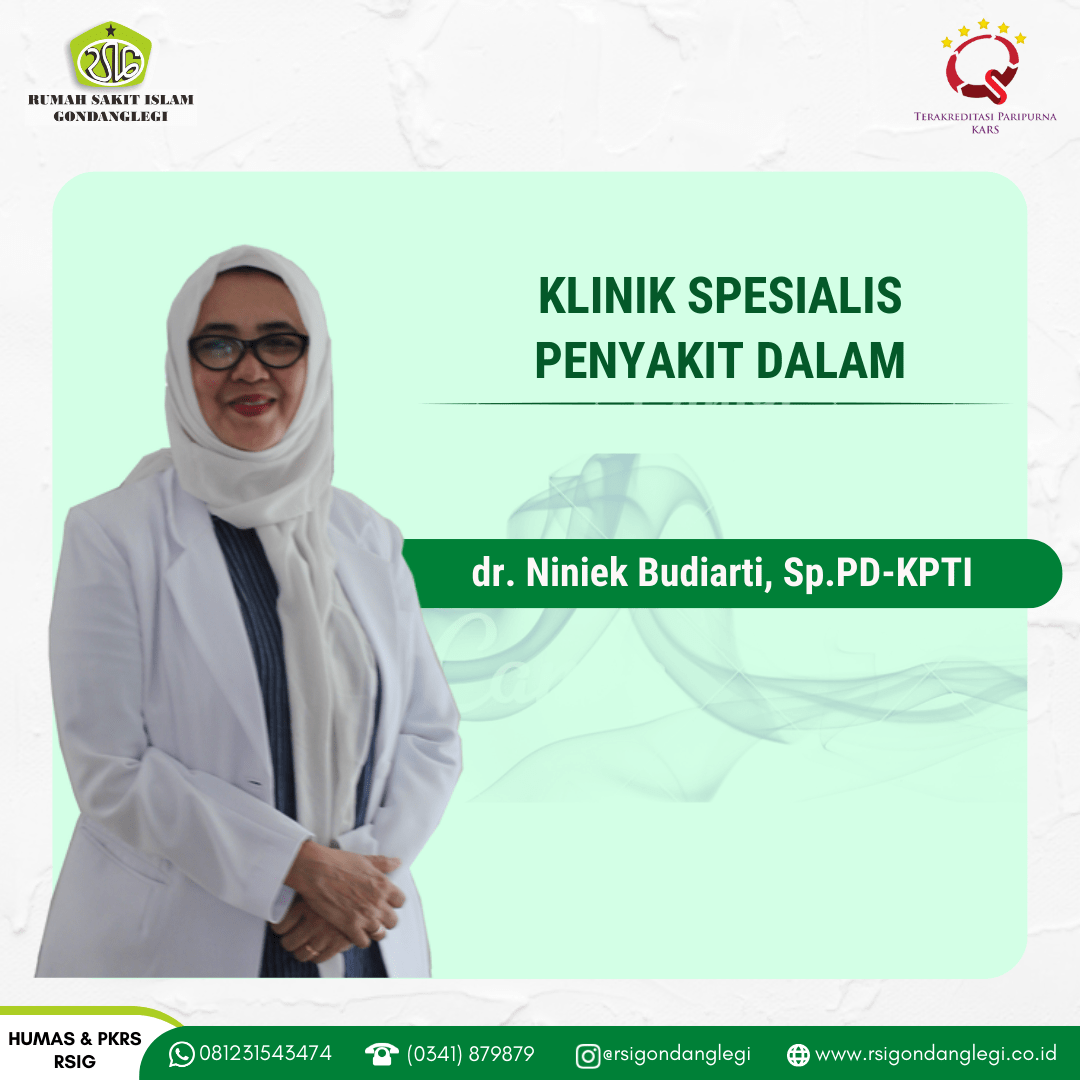 RSIG
RUMAH SAKIT ISLAM
GONDANGLEGI
TERAKREDITASI PARIPURNA
KARS
KLINIK SPESIALIS
PENYAKIT DALAM
dr. Niniek Budiarti, Sp.PD-KPTI
HUMAS & PKRS
RSIG
081231543474
(0341) 879879
@rsigondanglegi
www.rsigondanglegi.co.id